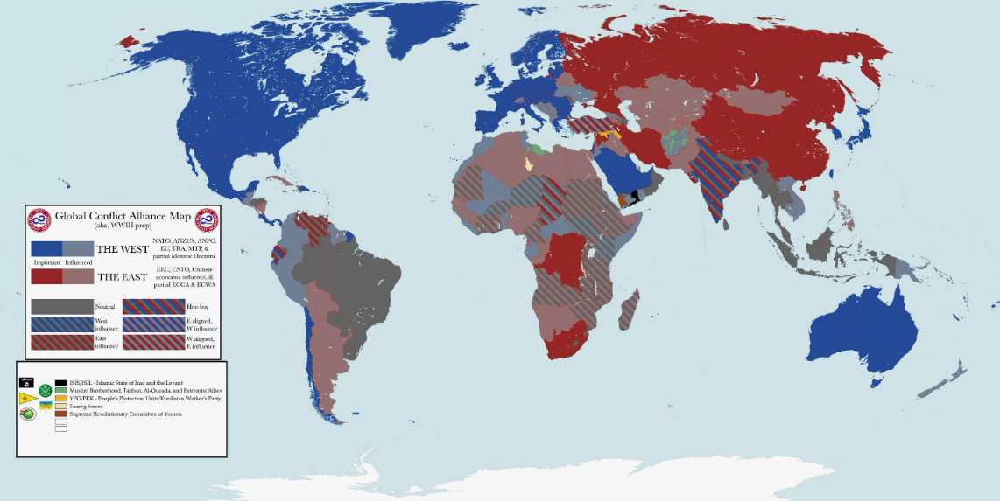 Global Conflict Alliance Map
(aka. WWIII prep)
THE WEST
Important Influenced
NATO, ANZUS, ANPO,
EU, TRA, MTP, &
partial Monroe Doctrine
THE EAST
EEC, CSTO, Chinese
economic influence, &
partial ECCA & ECWA
Neutral
Hoo boy
West
influence
E aligned,
W influence
East
influence
W aligned,
E influence
ISIS/ISIL - Islamic State of Iraq and the Levant
Muslim Brotherhood, Taliban, Al-Queada, and Extremist Allies
YPG/PKK - People's Protection Units/Kurdistan Worker's Party
Taureg Forces
Supreme Revolutionary Committee of Yemen